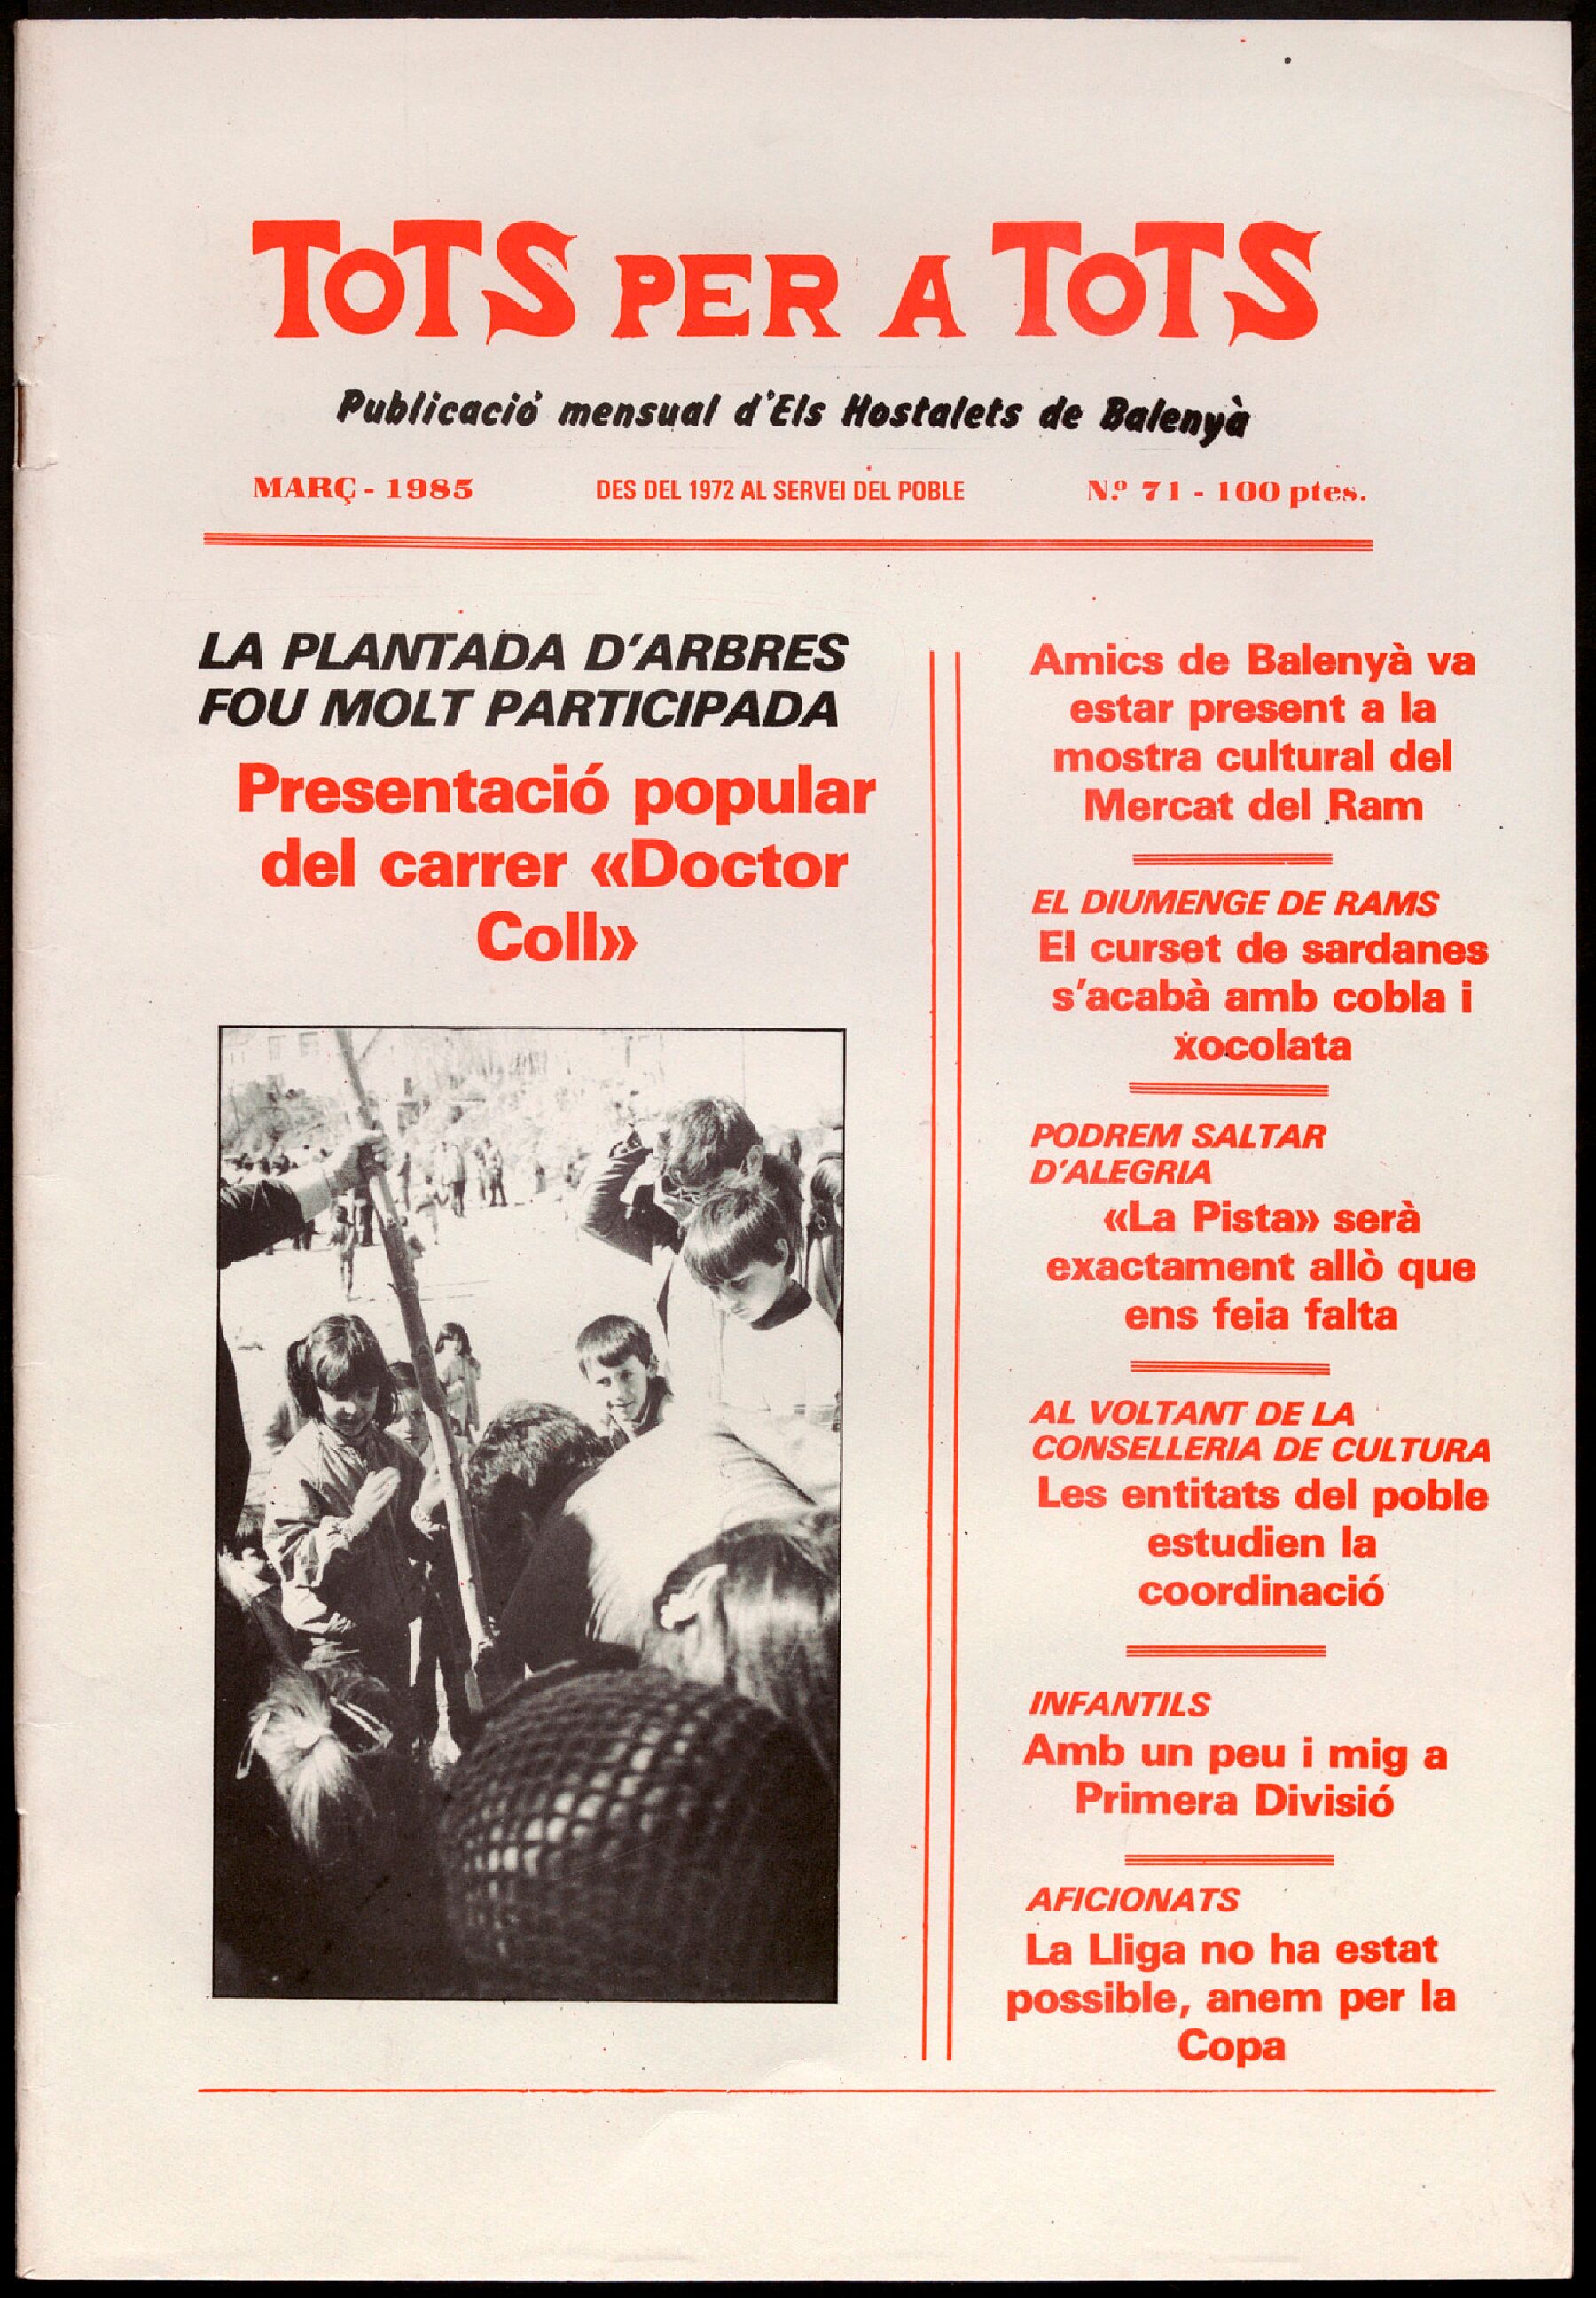 ToTS PER A ToTS
Publicació mensual d'Els Hostalets de Balenyà
MARÇ - 1985 DES DEL 1972 AL SERVEI DEL POBLE N.º 71 - 100 ptes.
LA PLANTADA D'ARBRES
FOU MOLT PARTICIPADA
Presentació popular
del carrer «Doctor
Coll»
Amics de Balenyà va
estar present a la
mostra cultural del
Mercat del Ram
EL DIUMENGE DE RAMS
El curset de sardanes
s'acabà amb cobla i
xocolata
PODREM SALTAR
D'ALEGRIA
«La Pista» serà
exactament allò que
ens feia falta
AL VOLTANT DE LA
CONSELLERIA DE CULTURA
Les entitats del poble
estudien la
coordinació
INFANTILS
Amb un peu i mig a
Primera Divisió
AFICIONATS
La Lliga no ha estat
possible, anem per la
Copa